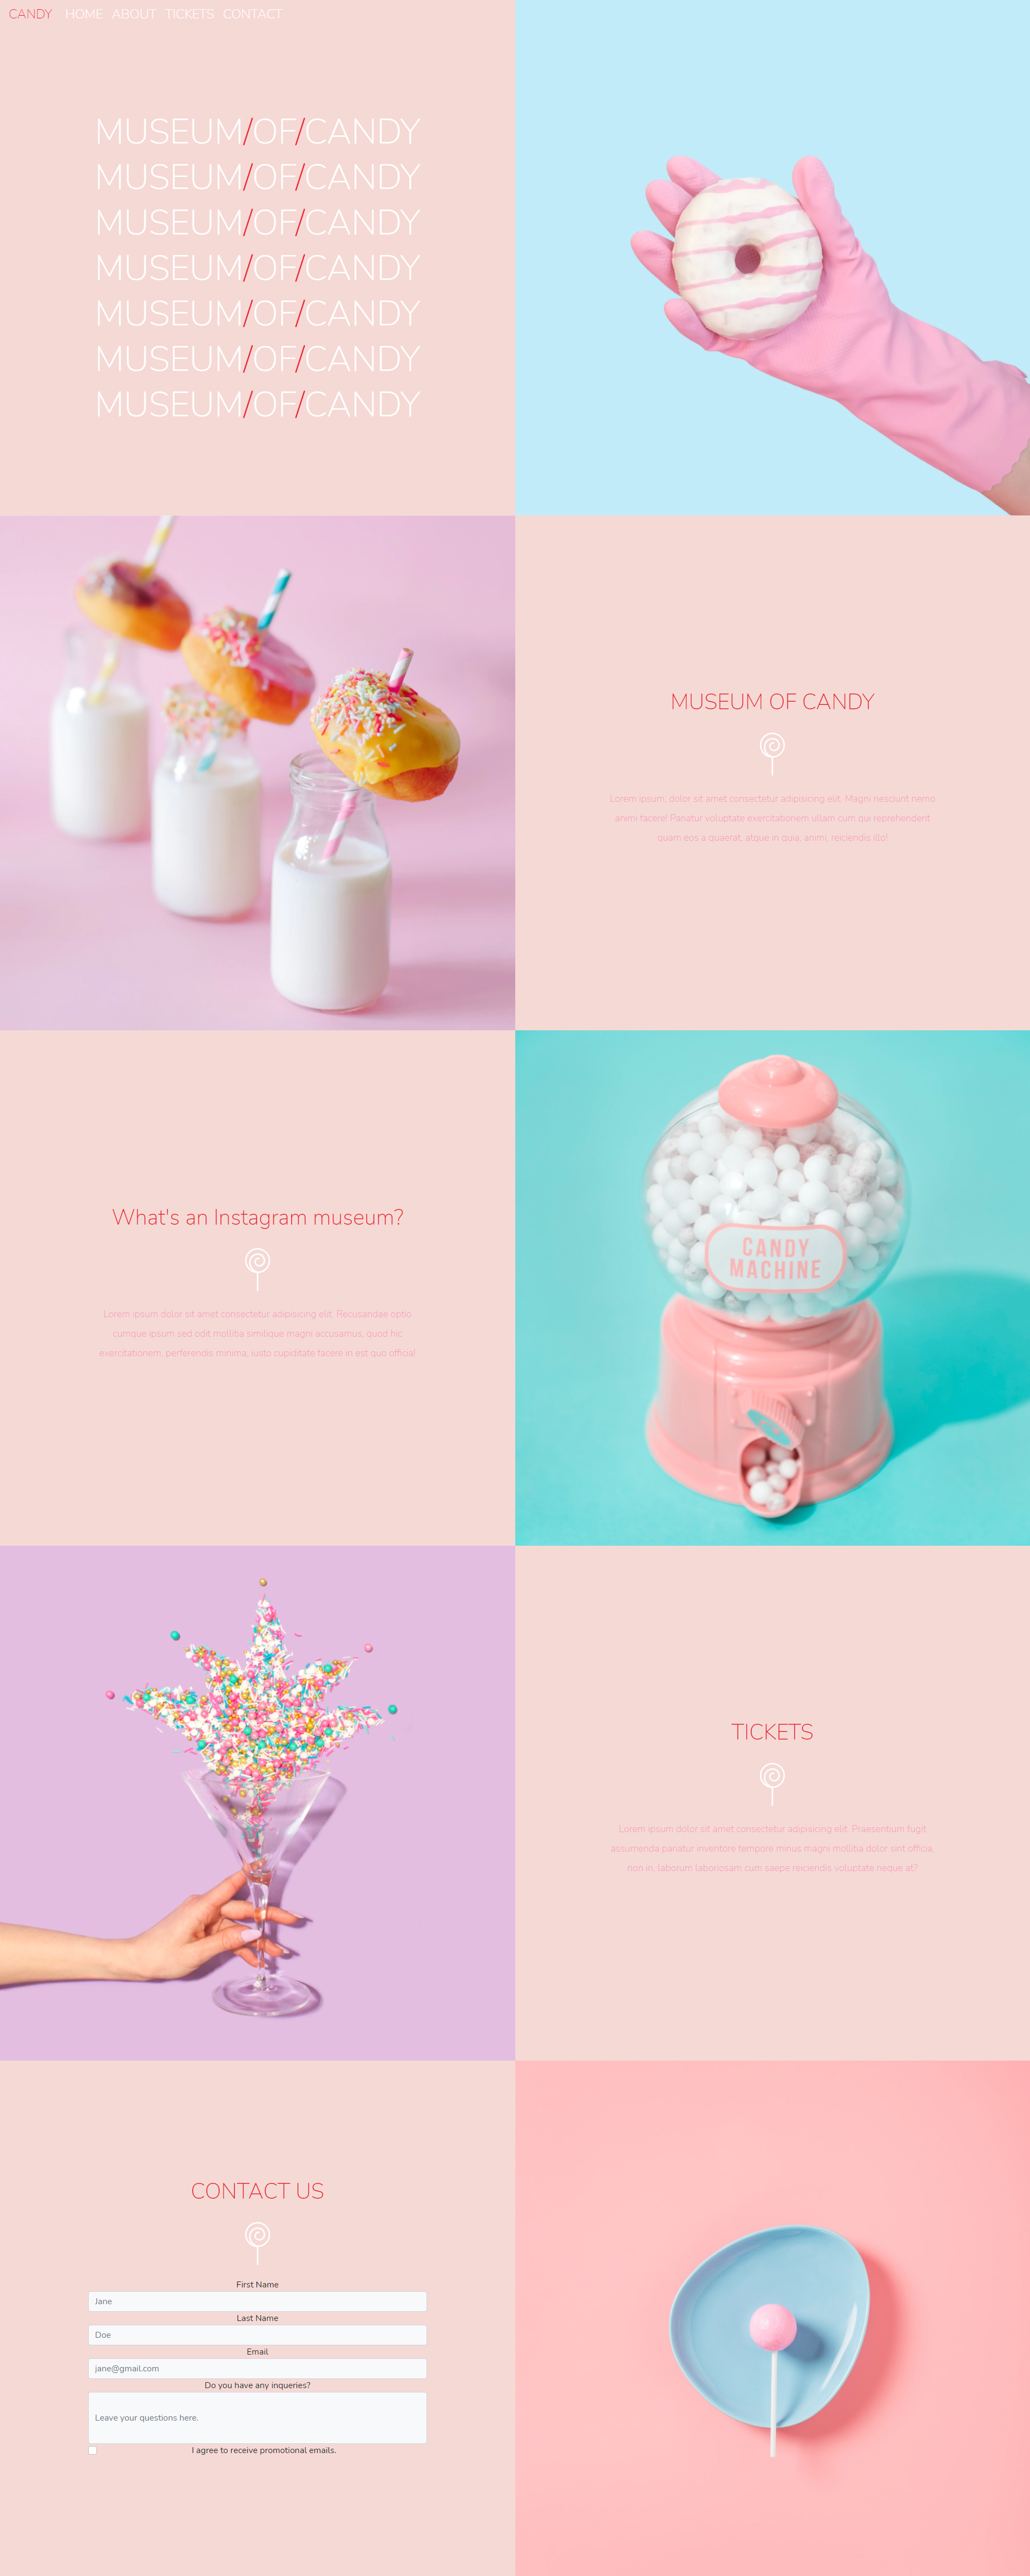 CANDY HOME ABOUT TICKETS CONTACT
MUSEUM/OF/CANDY
MUSEUM/OF/CANDY
MUSEUM/OF/CANDY
MUSEUM/OF/CANDY
MUSEUM/OF/CANDY
MUSEUM/OF/CANDY
MUSEUM/OF/CANDY
MUSEUM OF CANDY
Lorem ipsum, dolor sit amet consectetur adipisicing elit. Magni nesciunt nemo
animi facere! Pariatur voluptate exercitationem ullam cum qui reprehenderit
quam eos a quaerat, atque in quia, animi, reiciendis illo!
What's an Instagram museum?
Lorem ipsum dolor sit amet consectetur adipisicing elit. Recusandae optio
cumque ipsum sed odit mollitia similique magni accusamus, quod hic
exercitationem, perferendis minima, iusto cupiditate facere in est quo officia!
CANDY
MACHINE
TICKETS
Lorem ipsum dolor sit amet consectetur adipisicing elit. Praesentium fugit
assumenda pariatur inventore tempore minus magni mollitia dolor sint officia,
non in, laborum laboriosam cum saepe reiciendis voluptate neque at?
CONTACT US
First Name
Jane
Last Name
Doe
Email
jane@gmail.com
Do you have any inqueries?
Leave your questions here.
I agree to receive promotional emails.